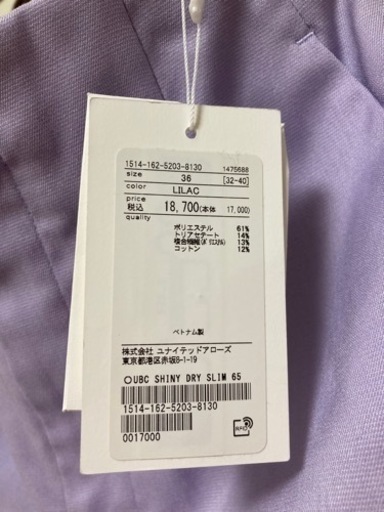 1514-162-5203-8130 1475688
size 36 [32-40]
color LILAC
price
税込 18,700(本体 17,000)
quality
ポリエステル 61%
トリアセテート 14%
複合繊維(ポリエステル) 13%
コットン 12%
ベトナム製
株式会社 ユナイテッドアローズ
東京都港区赤坂8-1-19
○UBC SHINY DRY SLIM 65
1514-162-5203-8130
0017000
RFID